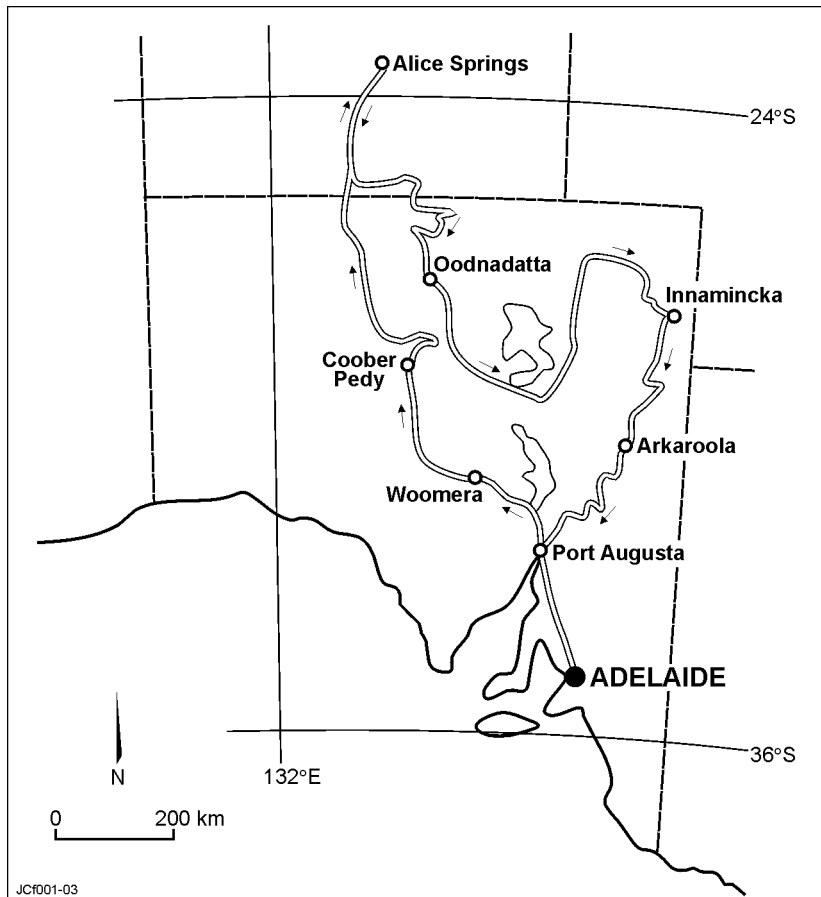 Alice Springs
24°S
Oodnadatta
Innamincka
Coober
Pedy
Arkaroola
Woomera
Port Augusta
ADELAIDE
36°S
N
132°E
0 200 km
JCf001-03